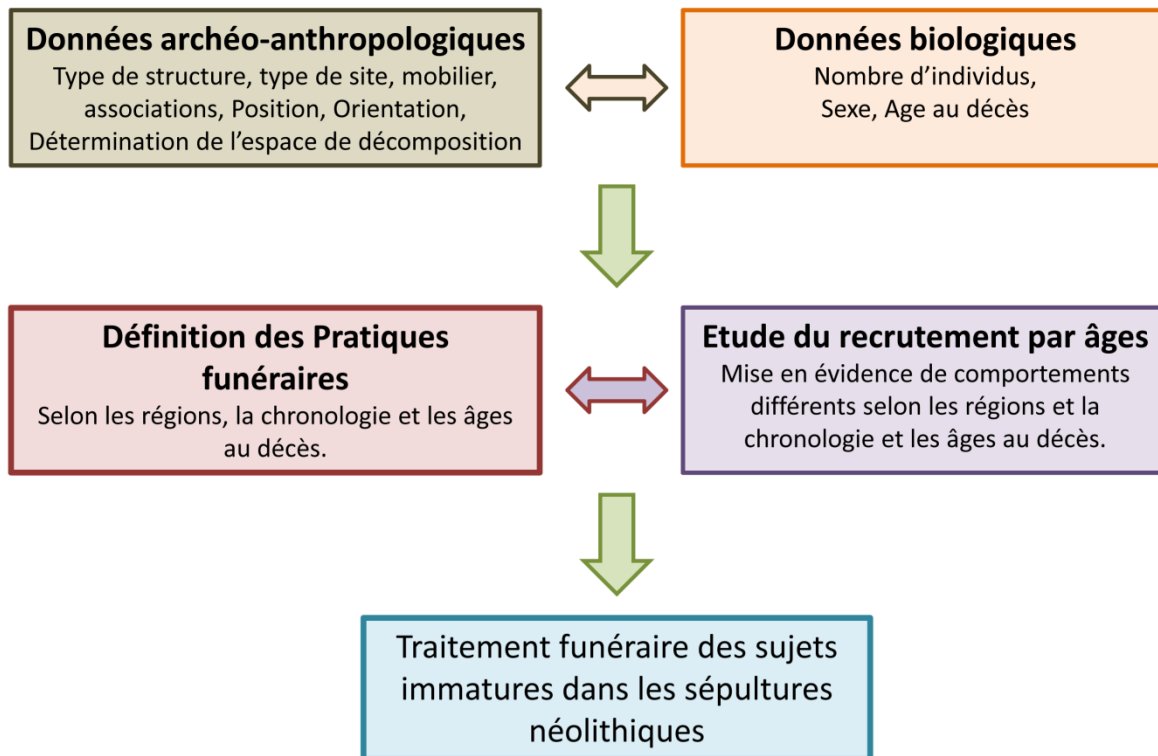 Données archéo-anthropologiques
Type de structure, type de site, mobilier,
associations, Position, Orientation,
Détermination de l'espace de décomposition
Données biologiques
Nombre d'individus,
Sexe, Age au décès
Définition des Pratiques
funéraires
Selon les régions, la chronologie et les âges
au décès.
Etude du recrutement par âges
Mise en évidence de comportements
différents selon les régions et la
chronologie et les âges au décès.
Traitement funéraire des sujets
immatures dans les sépultures
néolithiques